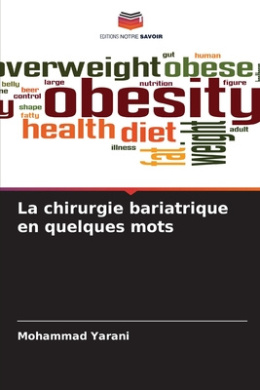 EDITIONS NOTRE SAVOIR
gut human
overweight obese
belly beer large nutrition figure
control obesity
shape
fatty health diet weight adult
illness fat
La chirurgie bariatrique
en quelques mots
Mohammad Yarani